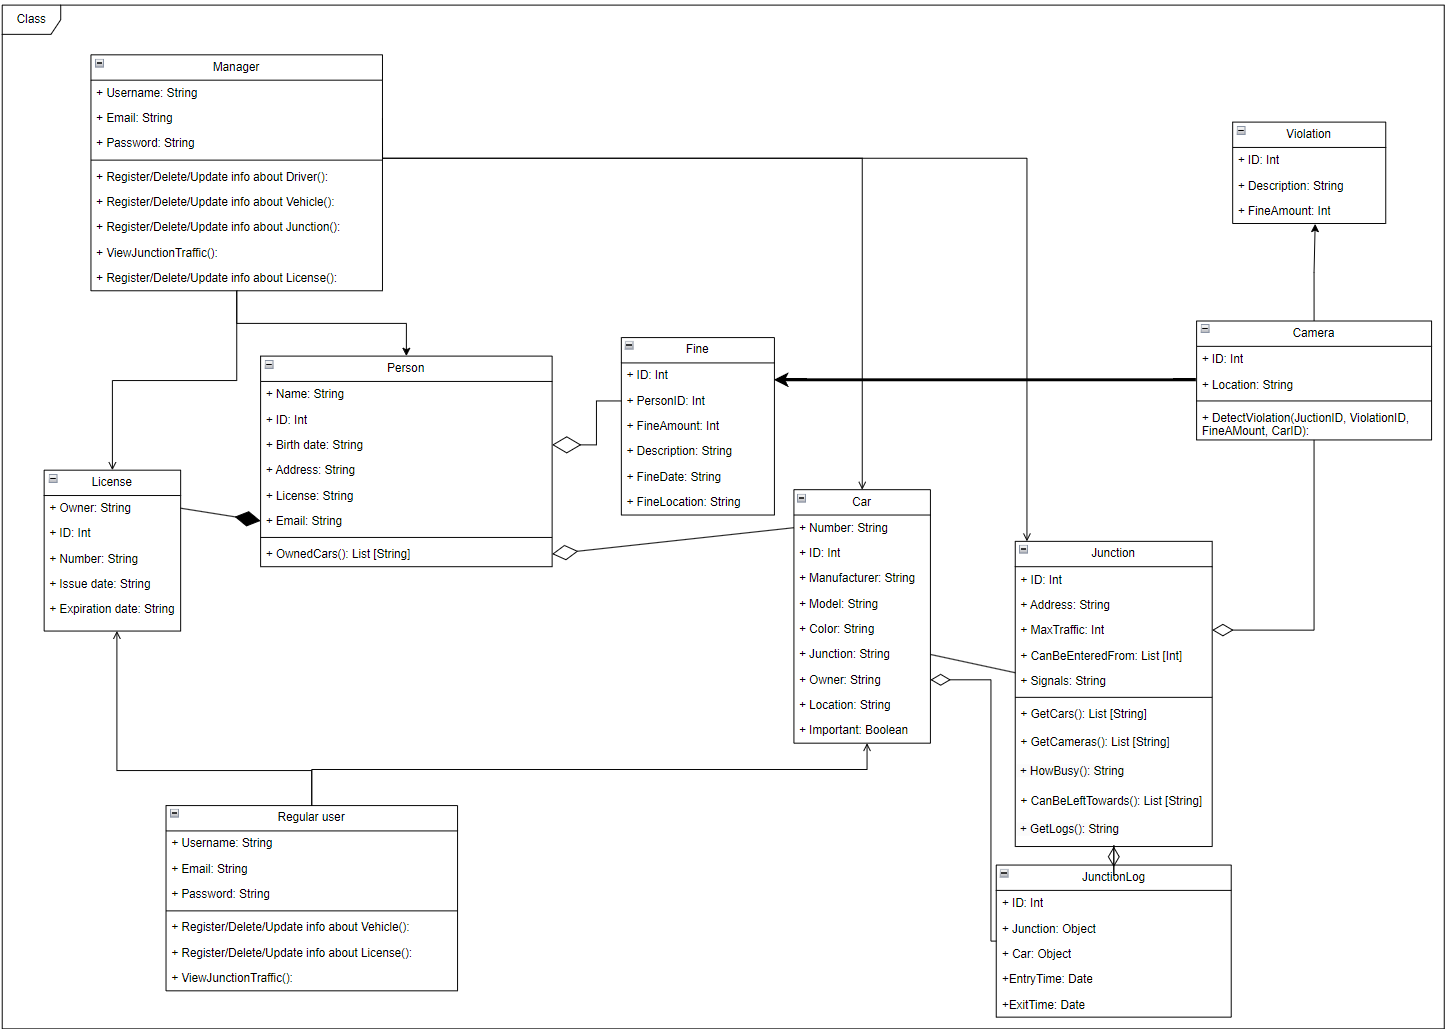 Class
Manager
+ Username: String
+ Email: String
+ Password: String
+ Register/Delete/Update info about Driver():
+ Register/Delete/Update info about Vehicle():
+ Register/Delete/Update info about Junction():
+ ViewJunctionTraffic():
+ Register/Delete/Update info about License():
Violation
+ ID: Int
+ Description: String
+ FineAmount: Int
Camera
+ ID: Int
+ Location: String
+ DetectViolation(JuctionID, ViolationID,
FineAMount, CarID):
Fine
+ ID: Int
+ PersonID: Int
+ FineAmount: Int
+ Description: String
+ FineDate: String
+ FineLocation: String
Person
+ Name: String
+ ID: Int
+ Birth date: String
+ Address: String
+ License: String
+ Email: String
+ OwnedCars(): List [String]
License
+ Owner: String
+ ID: Int
+ Number: String
+ Issue date: String
+ Expiration date: String
Car
+ Number: String
+ ID: Int
+ Manufacturer: String
+ Model: String
+ Color: String
+ Junction: String
+ Owner: String
+ Location: String
+ Important: Boolean
Junction
+ ID: Int
+ Address: String
+ MaxTraffic: Int
+ CanBeEnteredFrom: List [Int]
+ Signals: String
+ GetCars(): List [String]
+ GetCameras(): List [String]
+ HowBusy(): String
+ CanBeLeftTowards(): List [String]
+ GetLogs(): String
Regular user
+ Username: String
+ Email: String
+ Password: String
+ Register/Delete/Update info about Vehicle():
+ Register/Delete/Update info about License():
+ ViewJunctionTraffic():
JunctionLog
+ ID: Int
+ Junction: Object
+ Car: Object
+EntryTime: Date
+ExitTime: Date